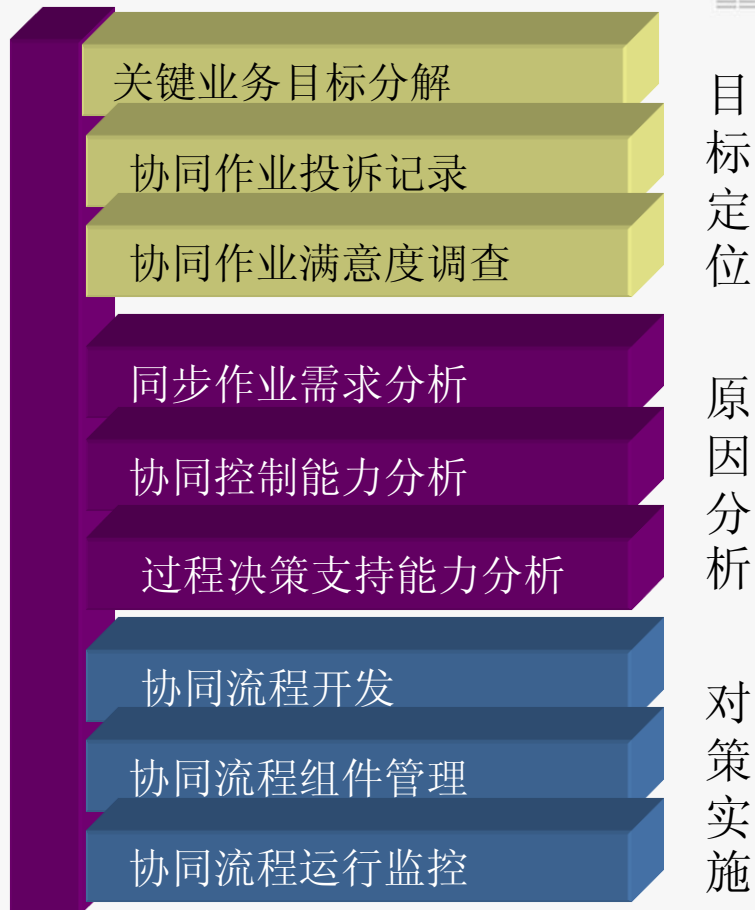 关键业务目标分解
协同作业投诉记录
协同作业满意度调查
目标定位
同步作业需求分析
协同控制能力分析
过程决策支持能力分析
原因分析
协同流程开发
协同流程组件管理
协同流程运行监控
对策实施